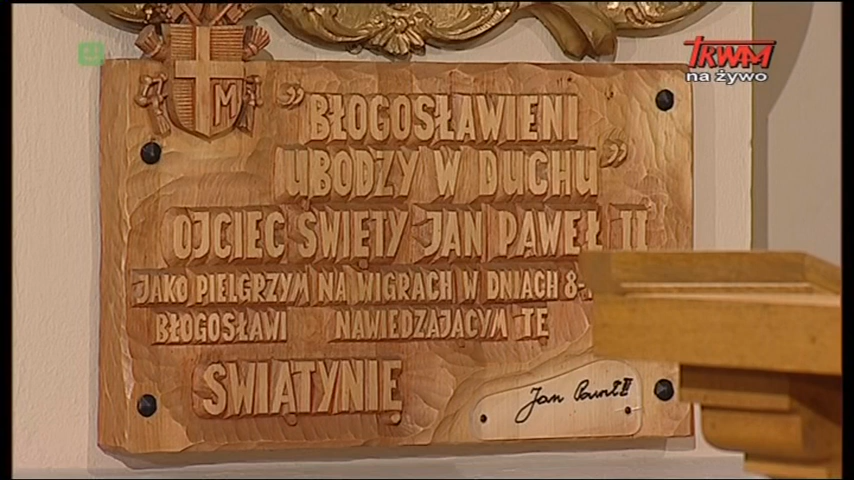 TRWAM
na żywo
M
„BŁOGOSŁAWIENI
UBODZY W DUCHU”
OJCIEC ŚWIĘTY JAN PAWEŁ II
JAKO PIELGRZYM NA WIGRACH W DNIACH 8-
BŁOGOSŁAWI NAWIEDZAJĄCYM TĘ
ŚWIĄTYNIĘ
Jan Paweł II